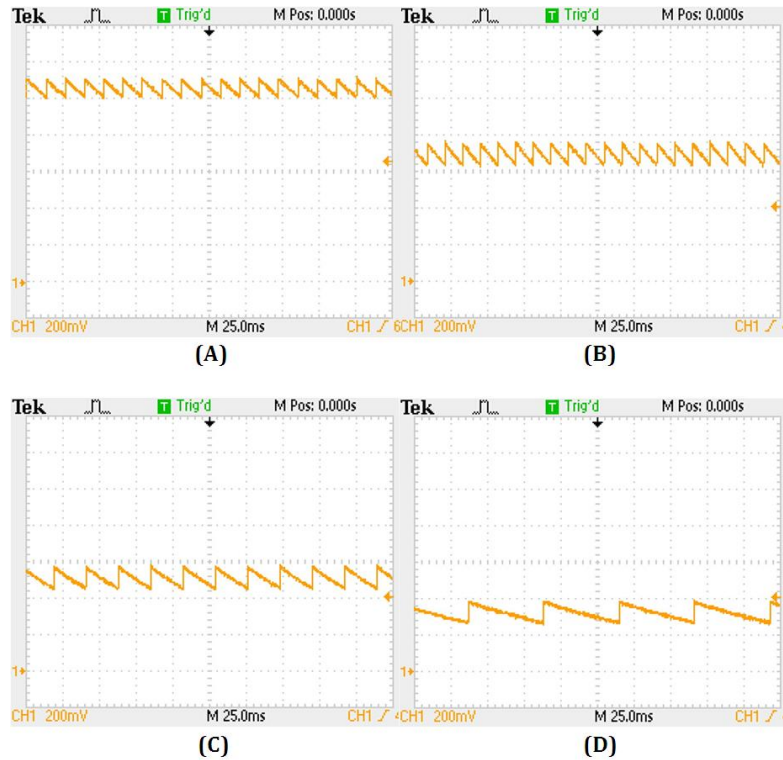 Tek Trig'd M Pos: 0.000s
1
CH1 200mV M 25.0ms CH1
(A)
Tek Trig'd M Pos: 0.000s
1
6CH1 200mV M 25.0ms CH1
(B)
Tek Trig'd M Pos: 0.000s
1
CH1 200mV M 25.0ms CH1
(C)
Tek Trig'd M Pos: 0.000s
1
CH1 200mV M 25.0ms CH1
(D)